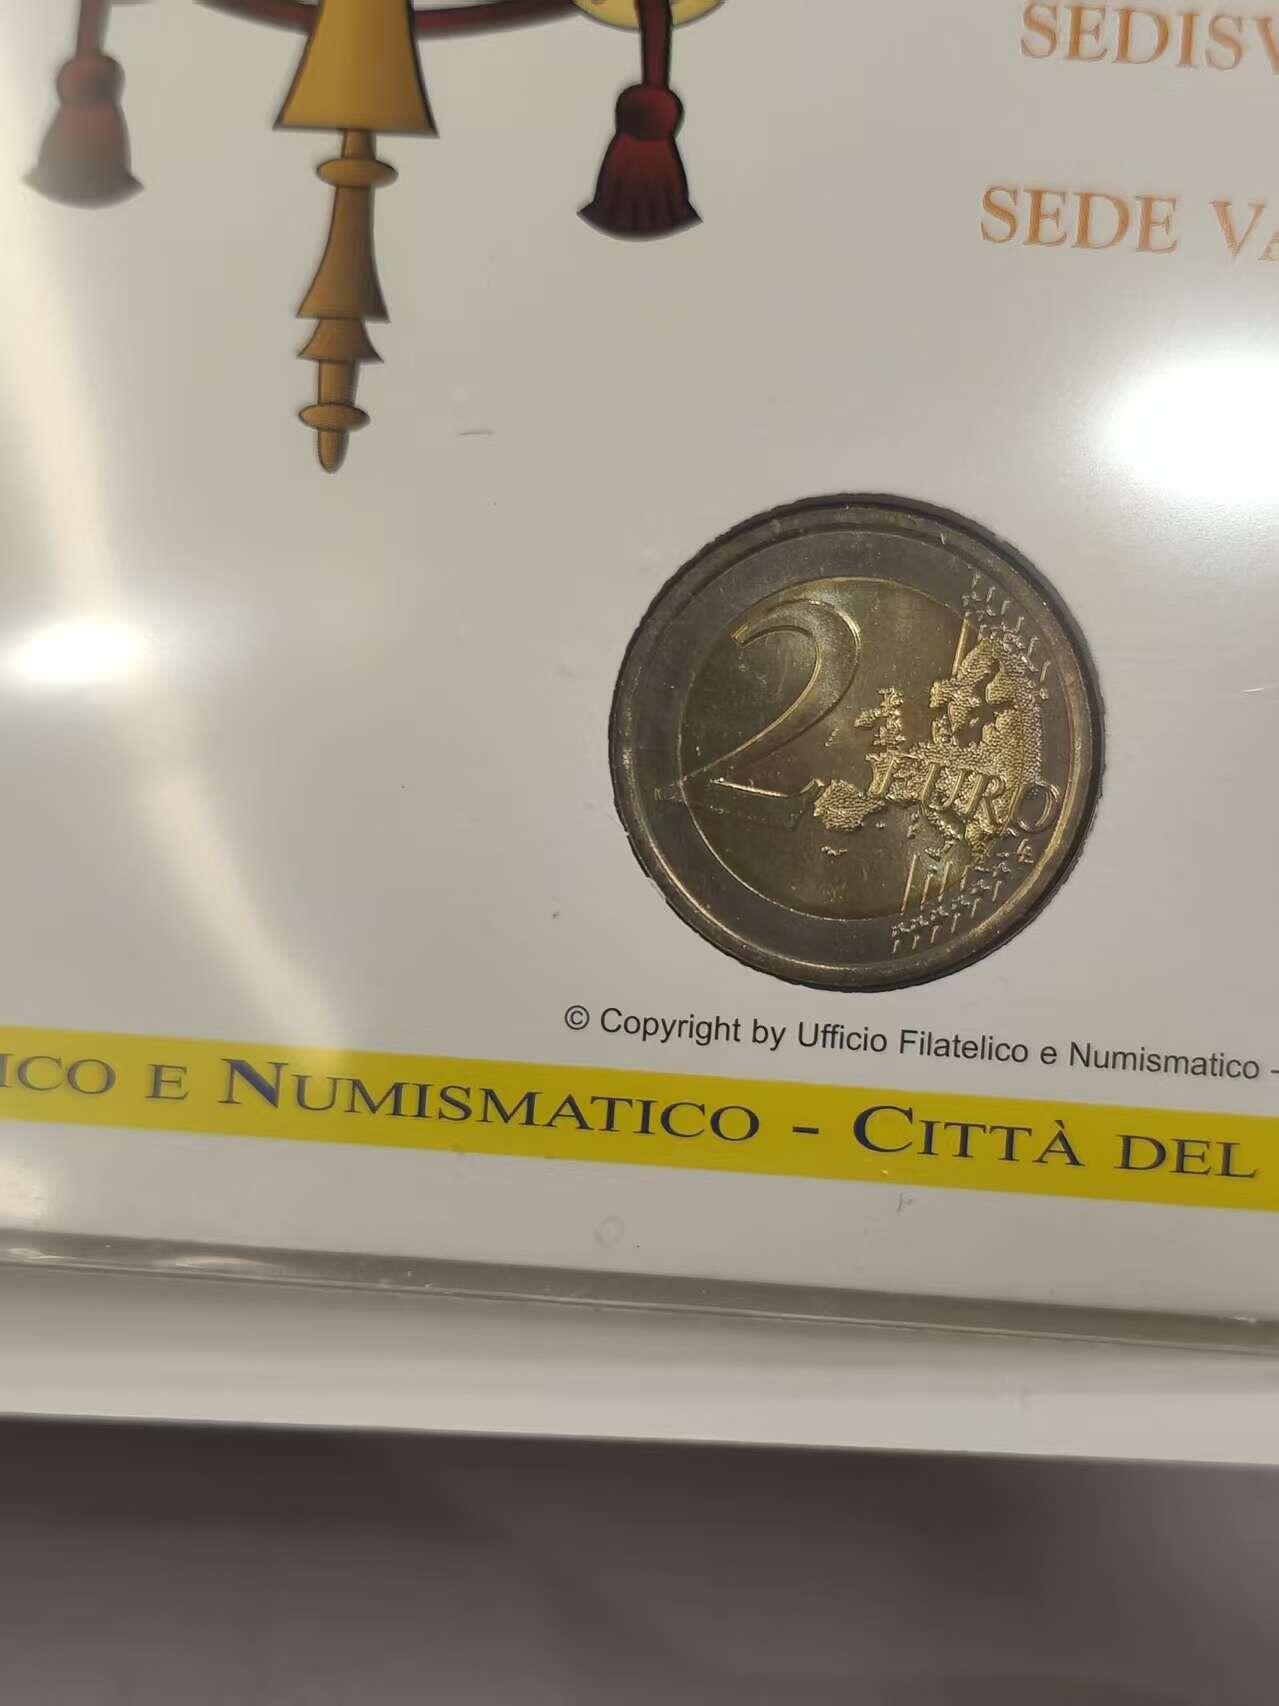 SEDISV
SEDE VA
2 EURO
© Copyright by Ufficio Filatelico e Numismatico -
ICO E NUMISMATICO - CITTÀ DEL